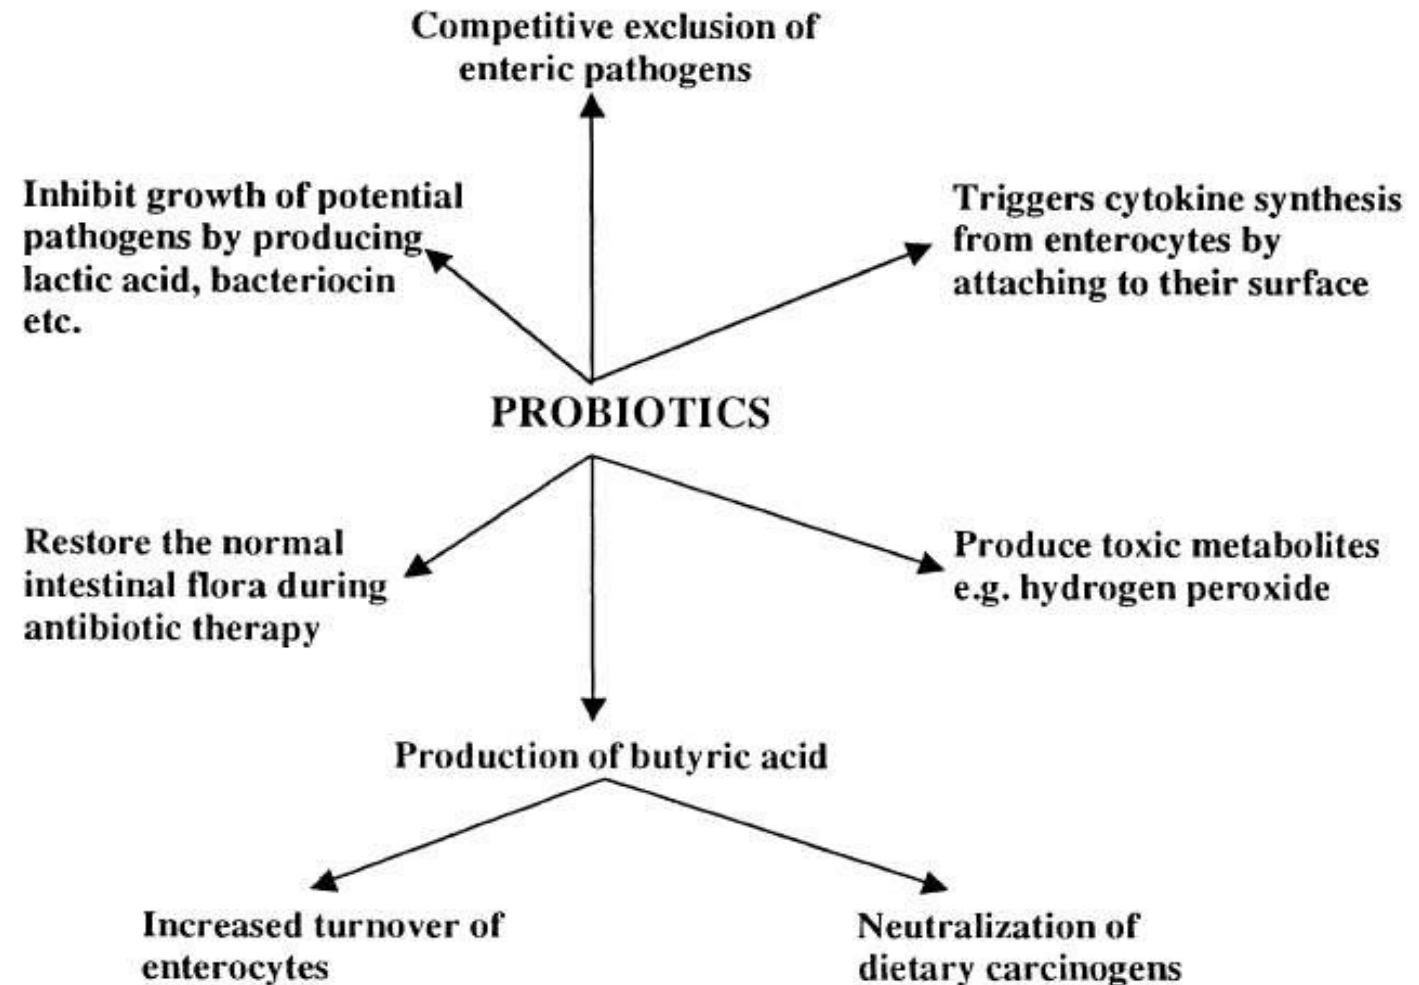 Competitive exclusion of
enteric pathogens
Inhibit growth of potential
pathogens by producing
lactic acid, bacteriocin
etc.
Triggers cytokine synthesis
from enterocytes by
attaching to their surface
PROBIOTICS
Restore the normal
intestinal flora during
antibiotic therapy
Produce toxic metabolites
e.g. hydrogen peroxide
Production of butyric acid
Increased turnover of
enterocytes
Neutralization of
dietary carcinogens